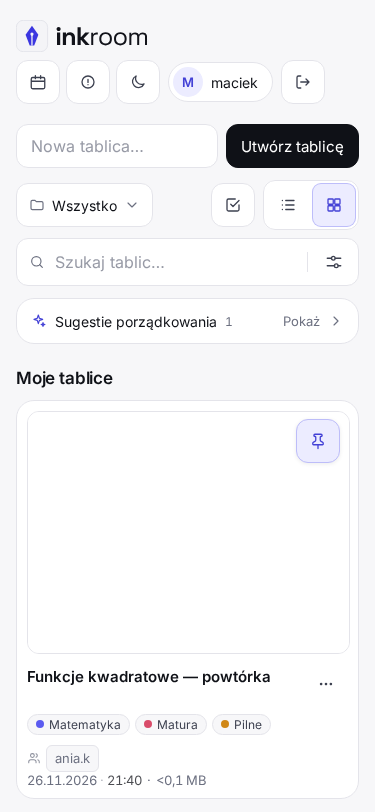 inkroom
M maciek
Nowa tablica... Utwórz tablicę
Wszystko
Szukaj tablic...
Sugestie porządkowania 1 Pokaż
Moje tablice
Funkcje kwadratowe — powtórka
Matematyka Matura Pilne
ania.k
26.11.2026 · 21:40 · <0,1 MB